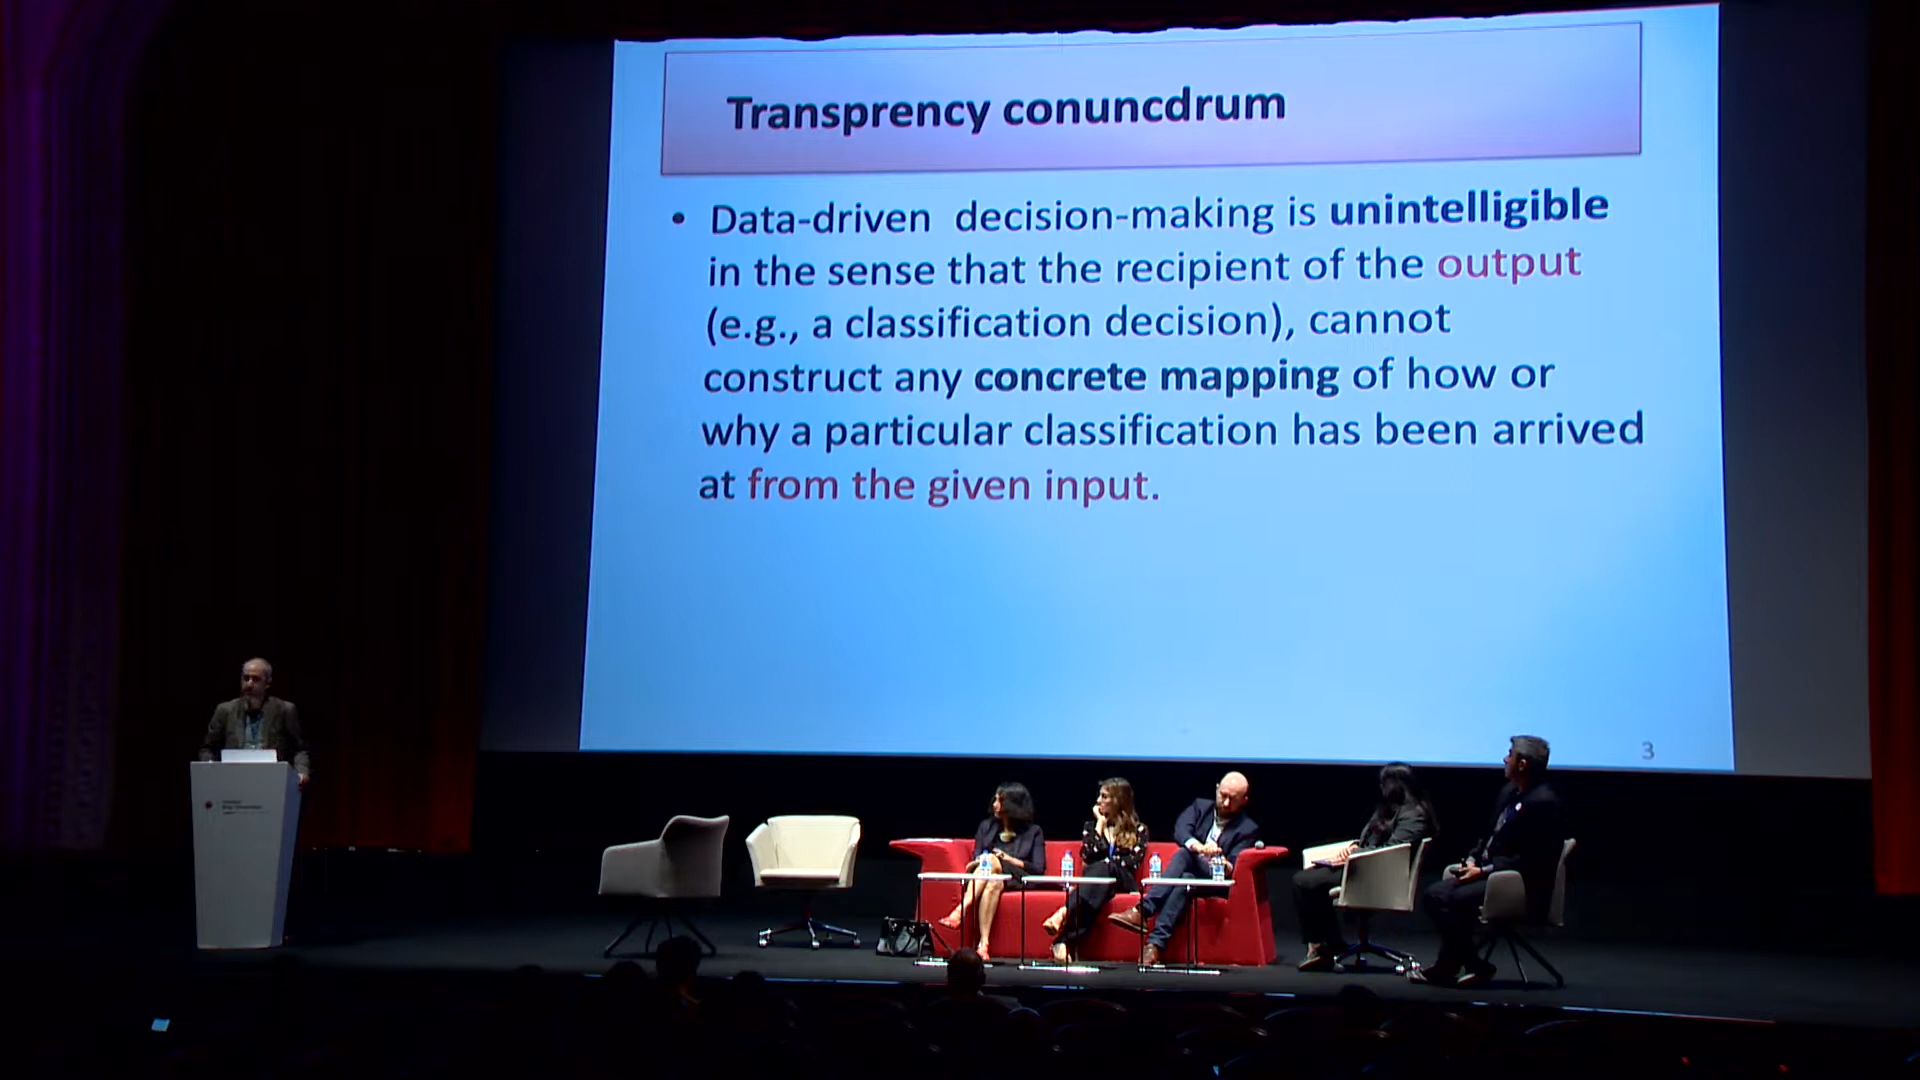 Transprency conuncdrum
• Data-driven decision-making is unintelligible
in the sense that the recipient of the output
(e.g., a classification decision), cannot
construct any concrete mapping of how or
why a particular classification has been arrived
at from the given input.
3